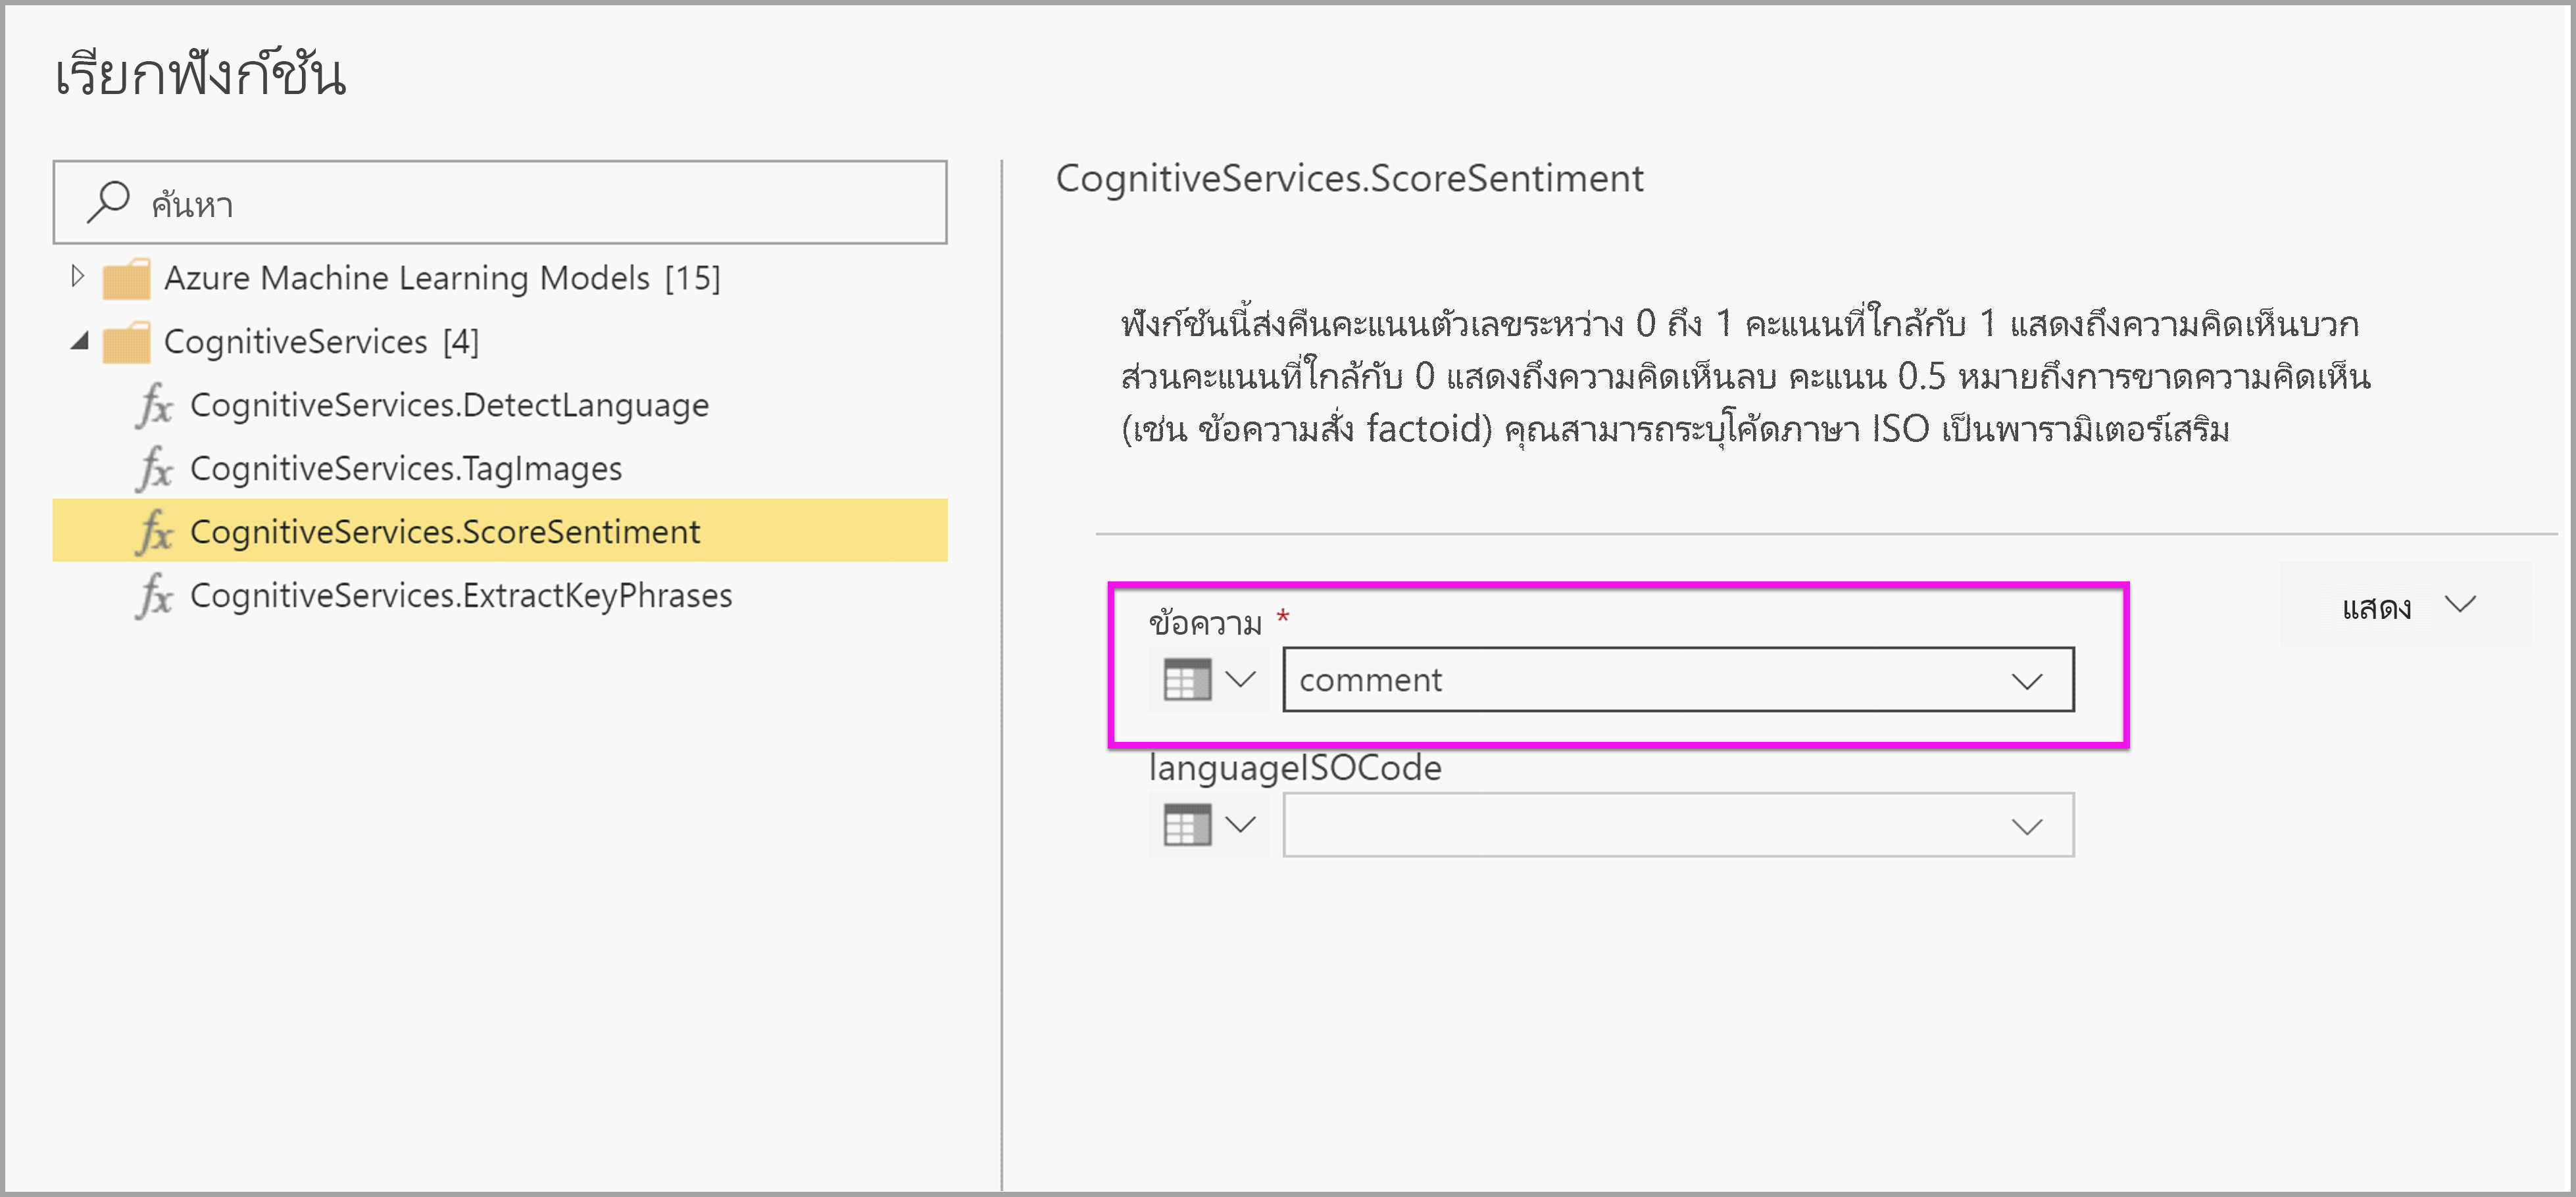 เรียกฟังก์ชัน
ค้นหา
Azure Machine Learning Models [15]
CognitiveServices [4]
fx CognitiveServices.DetectLanguage
fx CognitiveServices.TagImages
fx CognitiveServices.ScoreSentiment
fx CognitiveServices.ExtractKeyPhrases
CognitiveServices.ScoreSentiment
ฟังก์ชันนี้ส่งคืนคะแนนตัวเลขระหว่าง 0 ถึง 1 คะแนนที่ใกล้กับ 1 แสดงถึงความคิดเห็นบวก
ส่วนคะแนนที่ใกล้กับ 0 แสดงถึงความคิดเห็นลบ คะแนน 0.5 หมายถึงการขาดความคิดเห็น
(เช่น ข้อความสั่ง factoid) คุณสามารถระบุโค้ดภาษา ISO เป็นพารามิเตอร์เสริม
แสดง
ข้อความ *
comment
languageISOCode